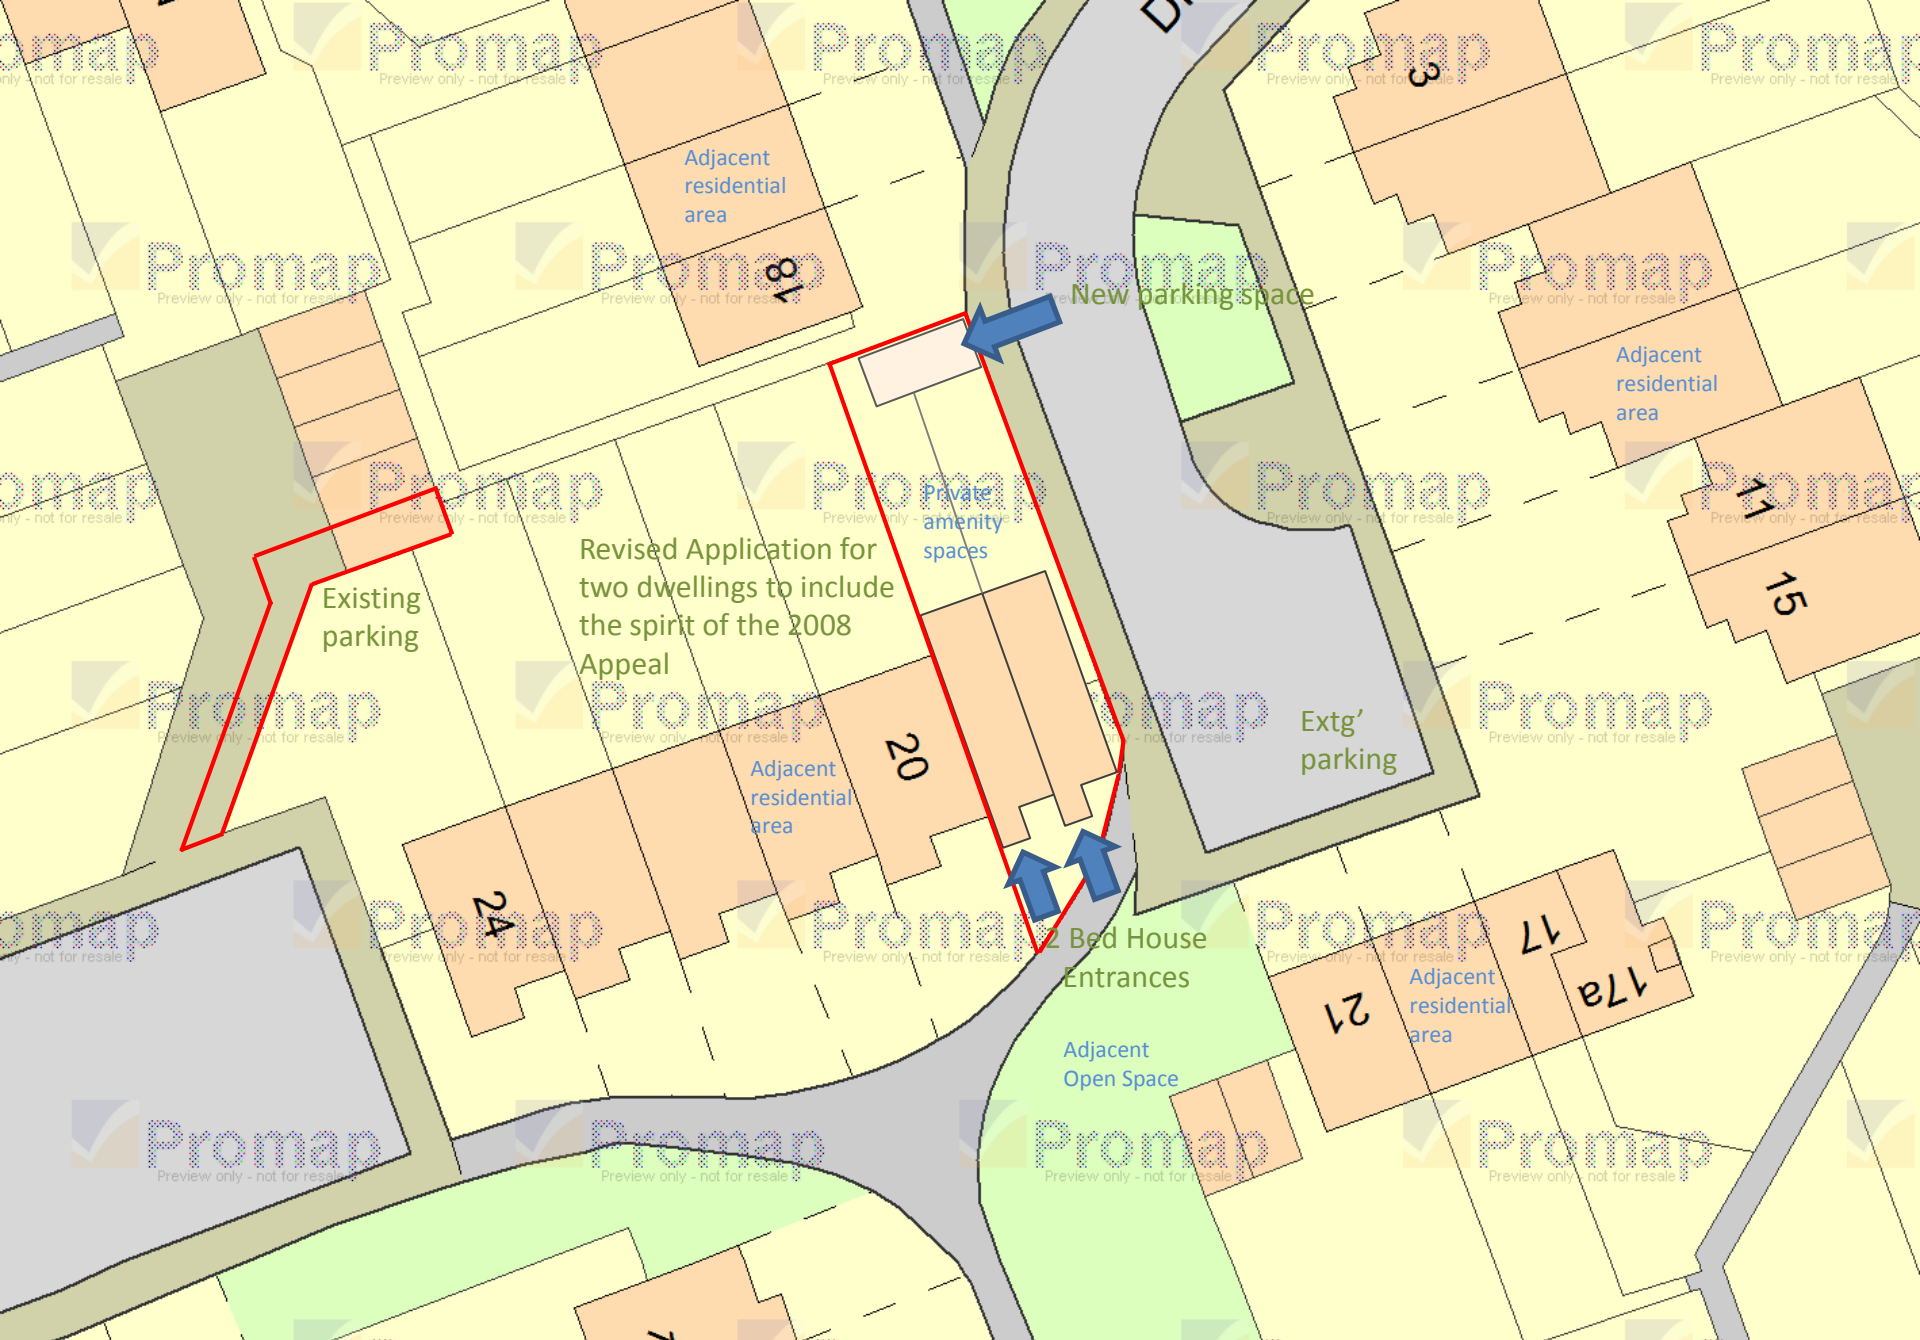 Promap
Preview only - not for resale
3
Adjacent
residential
area
18
New parking space
Adjacent
residential
area
11
15
Private
amenity
spaces
Revised Application for
two dwellings to include
the spirit of the 2008
Appeal
Existing
parking
Extg’
parking
20
Adjacent
residential
area
24
2 Bed House
Entrances
17
17a
21
Adjacent
residential
area
Adjacent
Open Space